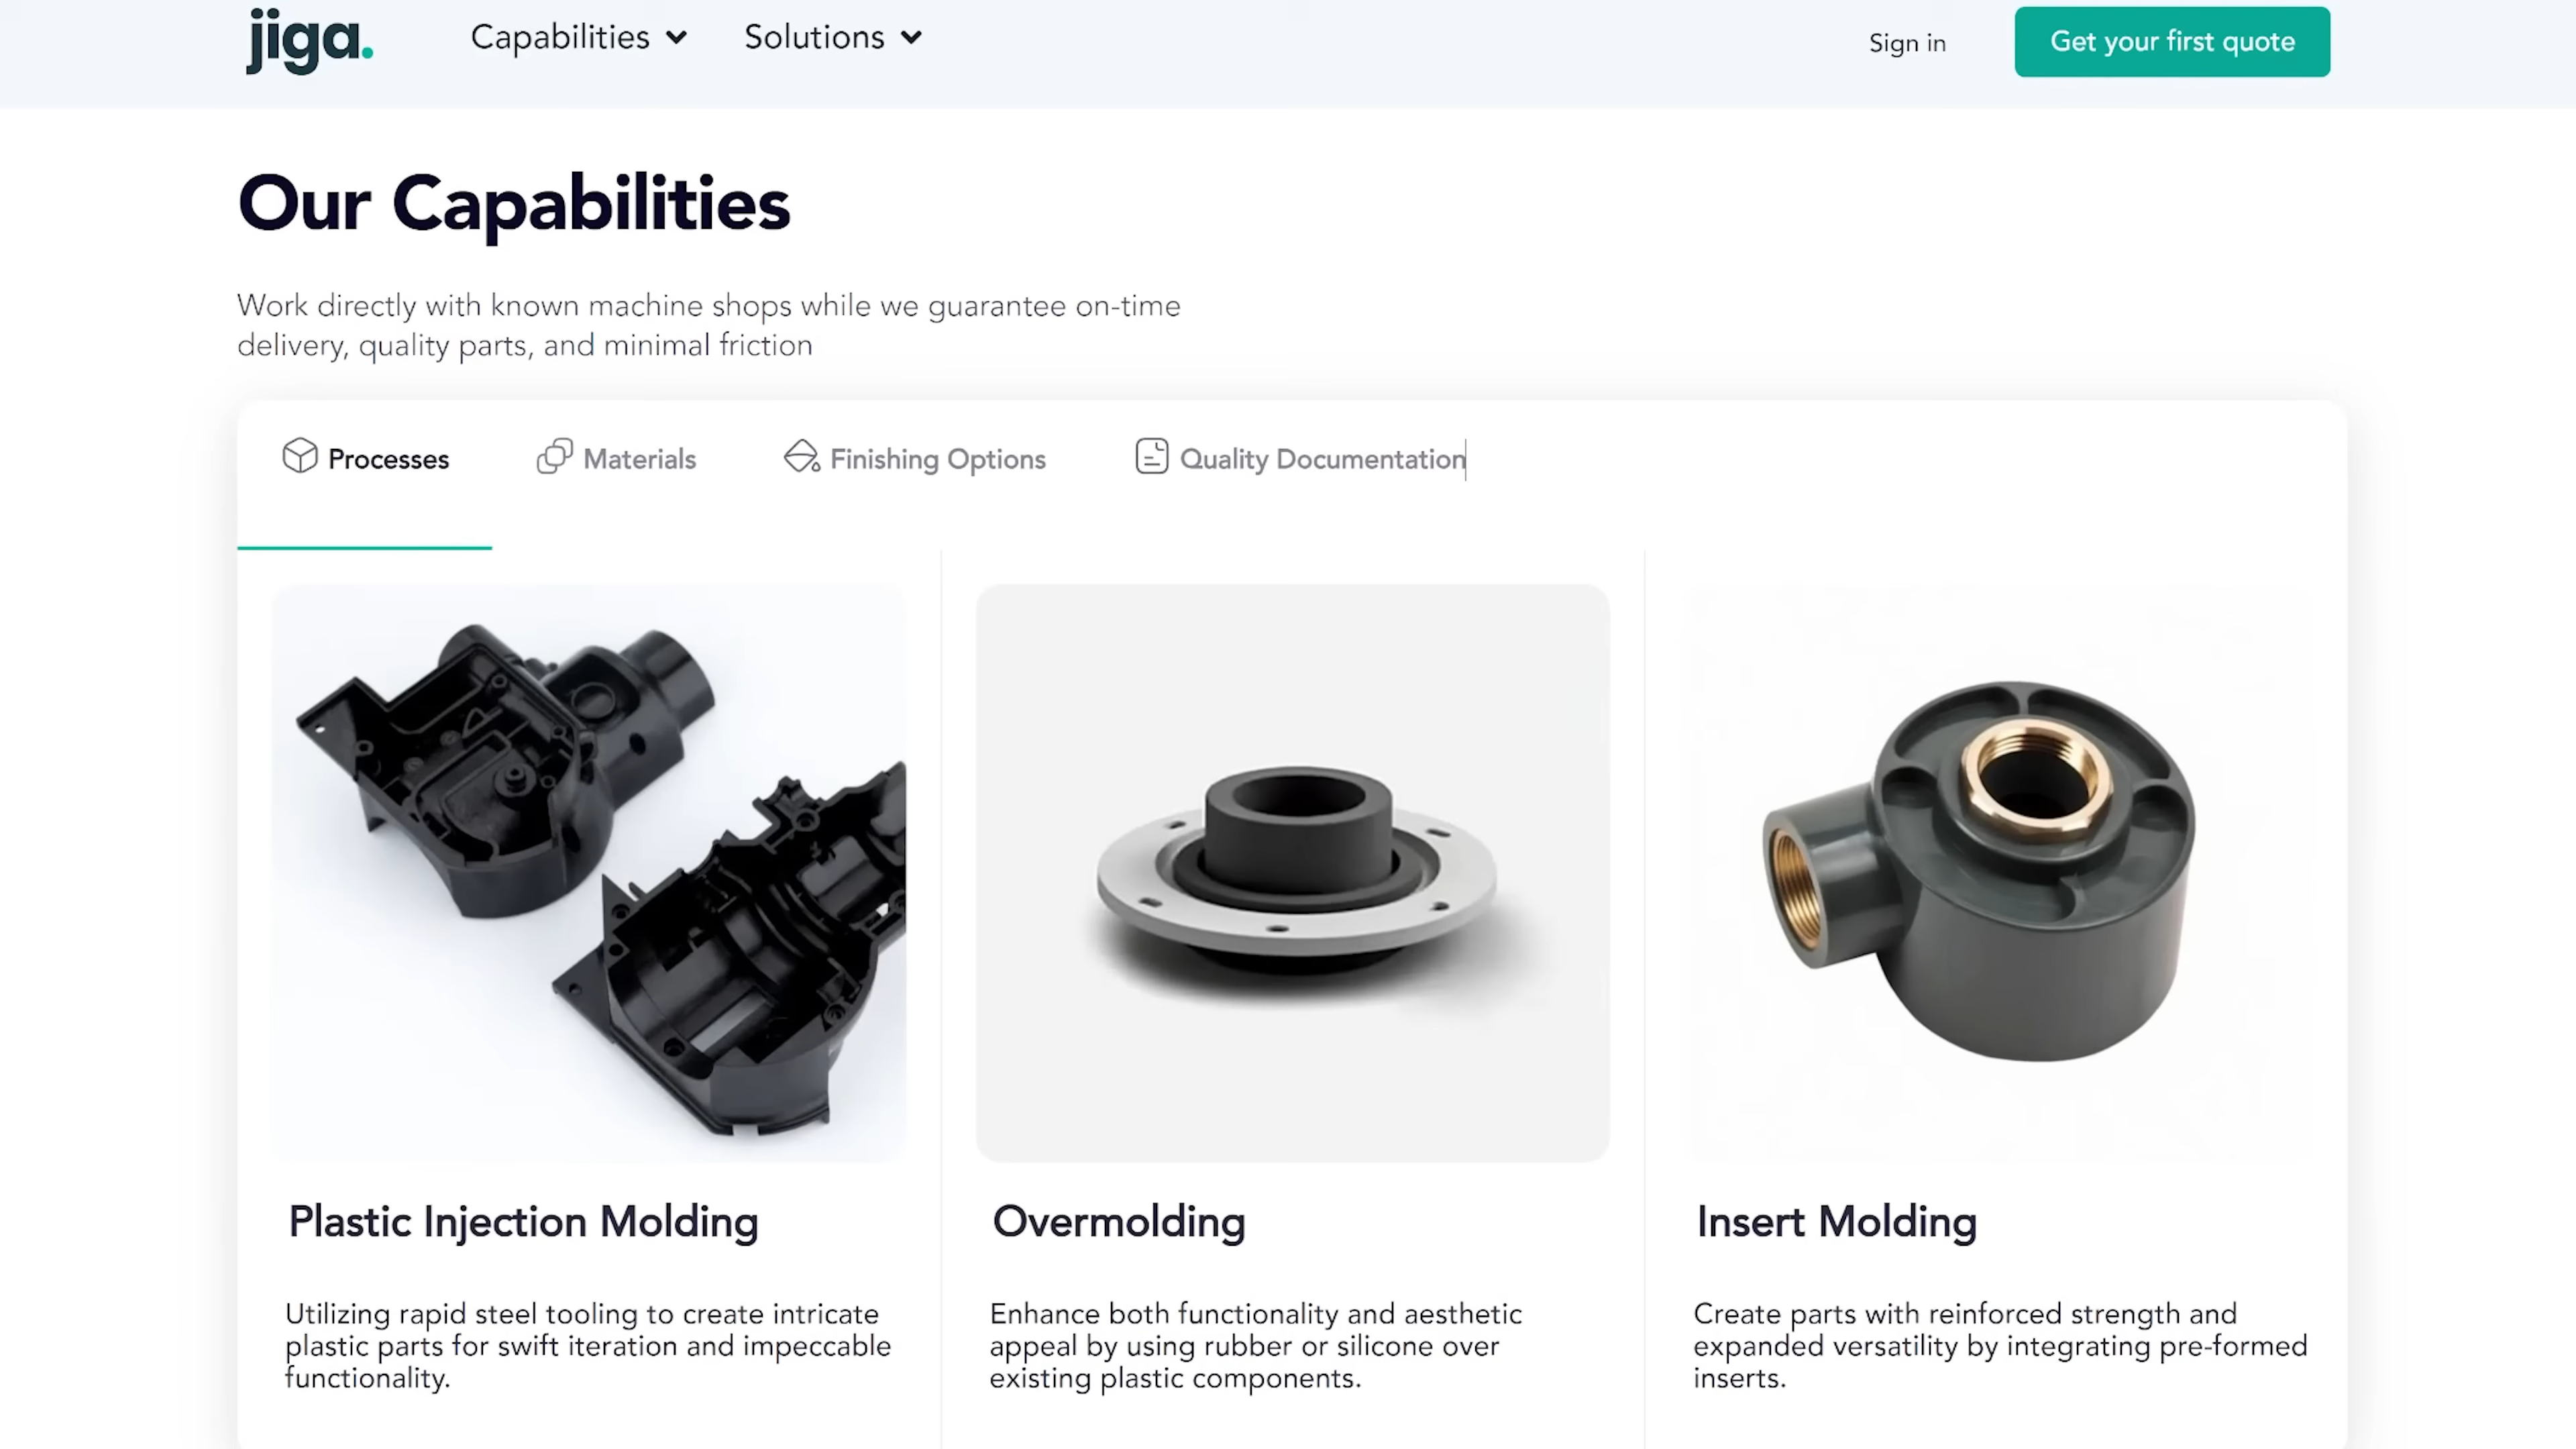 jiga.
Capabilities
Solutions
Sign in
Get your first quote
Our Capabilities
Work directly with known machine shops while we guarantee on-time
delivery, quality parts, and minimal friction
Processes
Materials
Finishing Options
Quality Documentation
Plastic Injection Molding
Utilizing rapid steel tooling to create intricate
plastic parts for swift iteration and impeccable
functionality.
Overmolding
Enhance both functionality and aesthetic
appeal by using rubber or silicone over
existing plastic components.
Insert Molding
Create parts with reinforced strength and
expanded versatility by integrating pre-formed
inserts.